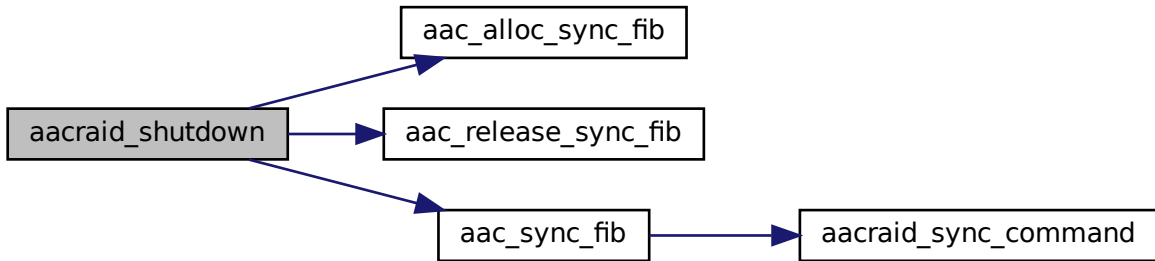 aac_alloc_sync_fib
aacraid_shutdown
aac_release_sync_fib
aac_sync_fib
aacraid_sync_command